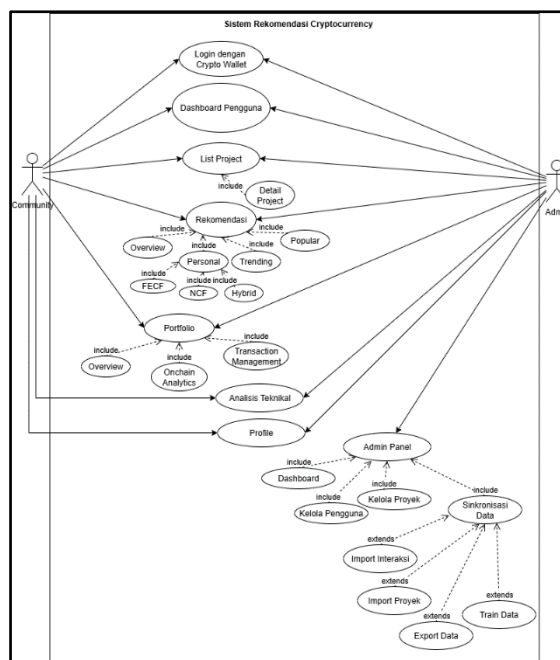 Sistem Rekomendasi Cryptocurrency
Login dengan
Crypto Wallet
Dashboard Pengguna
List Project
include
Detail
Project
Community
Adm
Rekomendasi
include
include
include
include
Overview
Popular
Personal
Trending
include
include
include
FECF
NCF
Hybrid
Portfolio
include
include
include
Overview
Onchain
Analytics
Transaction
Management
Analisis Teknikal
Profile
Admin Panel
include
include
include
include
Dashboard
Kelola Pengguna
Kelola Proyek
Sinkronisasi
Data
extends
Import Interaksi
extends
Import Proyek
extends
Export Data
extends
Train Data